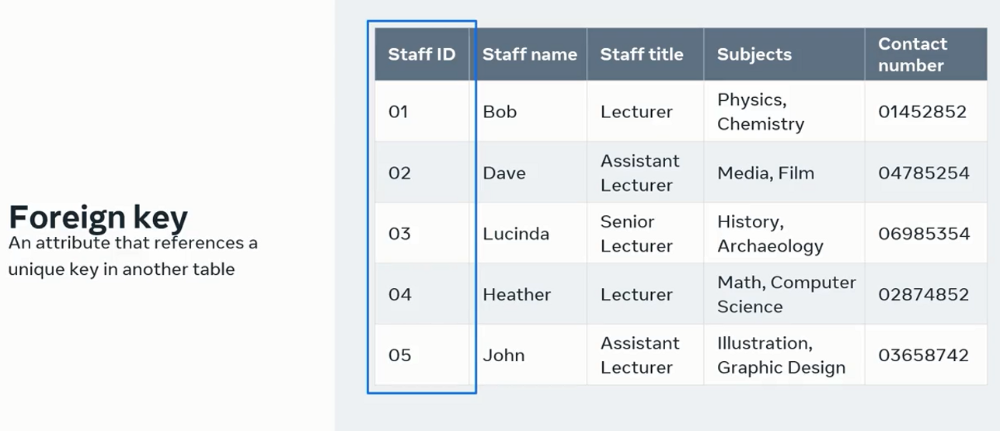 Foreign key
An attribute that references a
unique key in another table
Staff ID Staff name Staff title Subjects Contact number
01 Bob Lecturer Physics, Chemistry 01452852
02 Dave Assistant Lecturer Media, Film 04785254
03 Lucinda Senior Lecturer History, Archaeology 06985354
04 Heather Lecturer Math, Computer Science 02874852
05 John Assistant Lecturer Illustration, Graphic Design 03658742